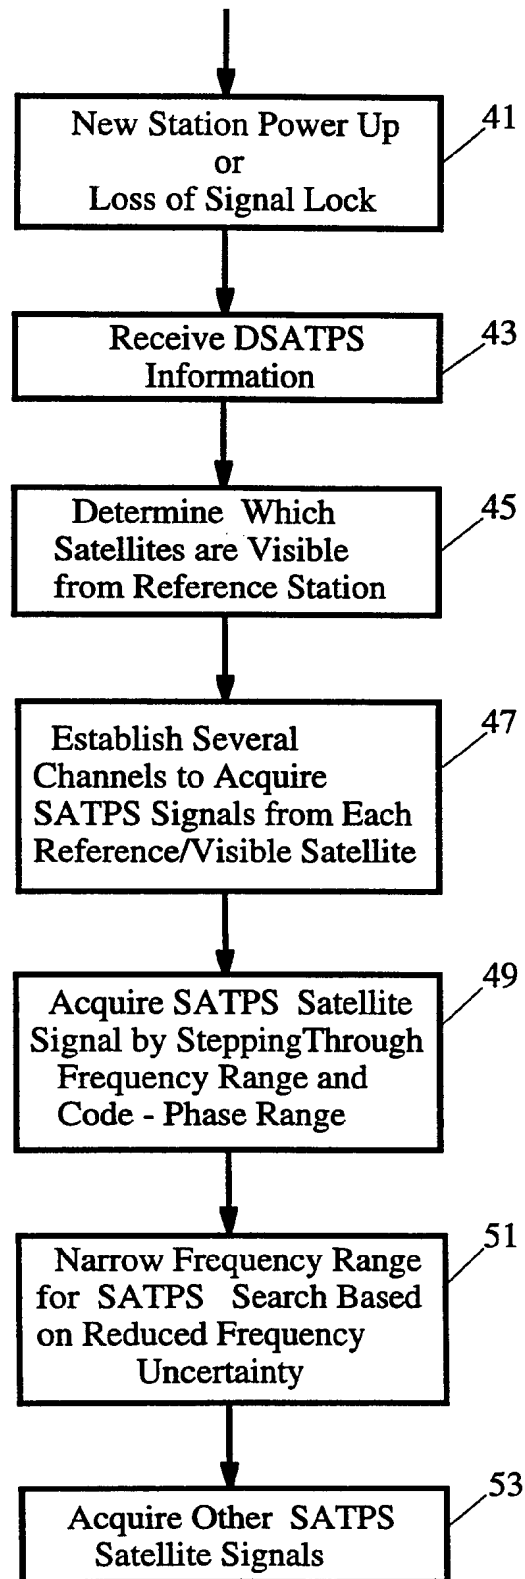 New Station Power Up
or
Loss of Signal Lock
41
Receive DSATPS
Information
43
Determine Which
Satellites are Visible
from Reference Station
45
Establish Several
Channels to Acquire
SATPS Signals from Each
Reference/Visible Satellite
47
Acquire SATPS Satellite
Signal by SteppingThrough
Frequency Range and
Code - Phase Range
49
Narrow Frequency Range
for SATPS Search Based
on Reduced Frequency
Uncertainty
51
Acquire Other SATPS
Satellite Signals
53